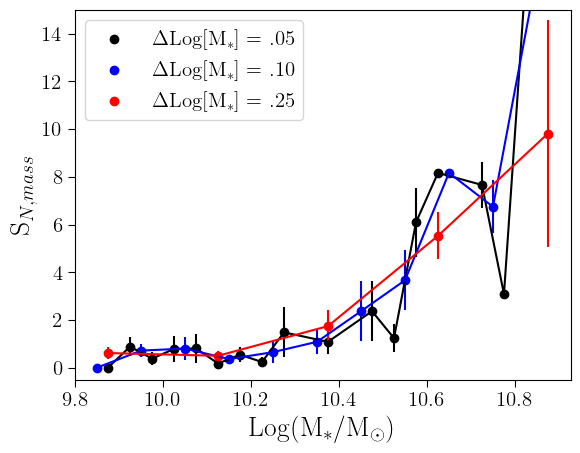 ΔLog[M*] = .05
ΔLog[M*] = .10
ΔLog[M*] = .25
S_{N,mass}
14
12
10
8
6
4
2
0
9.8 10.0 10.2 10.4 10.6 10.8
Log(M*/M⊙)